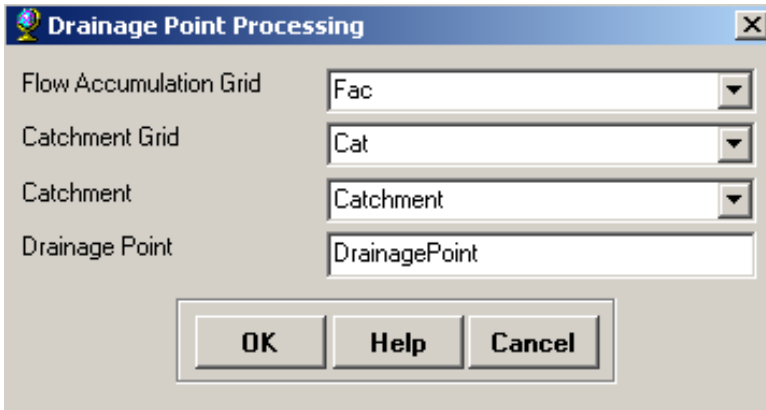 Drainage Point Processing
Flow Accumulation Grid Fac
Catchment Grid Cat
Catchment Catchment
Drainage Point DrainagePoint
OK Help Cancel